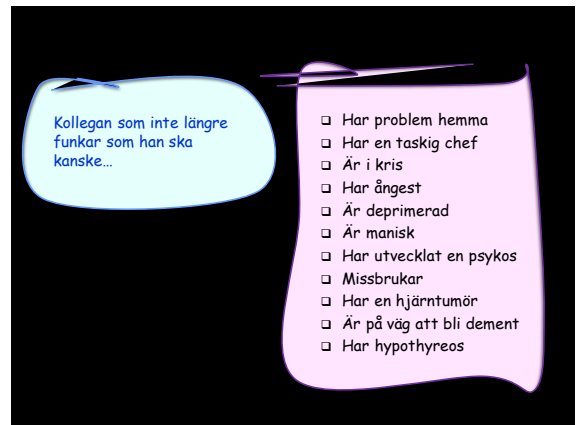 Kollegan som inte längre
funkar som han ska
kanske…
❑ Har problem hemma
❑ Har en taskig chef
❑ Är i kris
❑ Har ångest
❑ Är deprimerad
❑ Är manisk
❑ Har utvecklat en psykos
❑ Missbrukar
❑ Har en hjärntumör
❑ Är på väg att bli dement
❑ Har hypothyreos